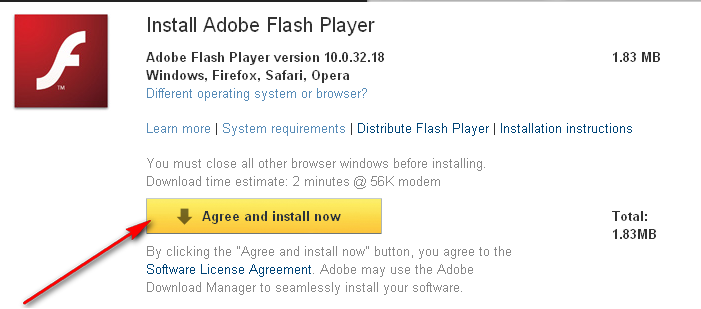 Install Adobe Flash Player
Adobe Flash Player version 10.0.32.18 1.83 MB
Windows, Firefox, Safari, Opera
Different operating system or browser?
Learn more | System requirements | Distribute Flash Player | Installation instructions
You must close all other browser windows before installing.
Download time estimate: 2 minutes @ 56K modem
Agree and install now Total:
1.83MB
By clicking the "Agree and install now" button, you agree to the
Software License Agreement. Adobe may use the Adobe
Download Manager to seamlessly install your software.
TM